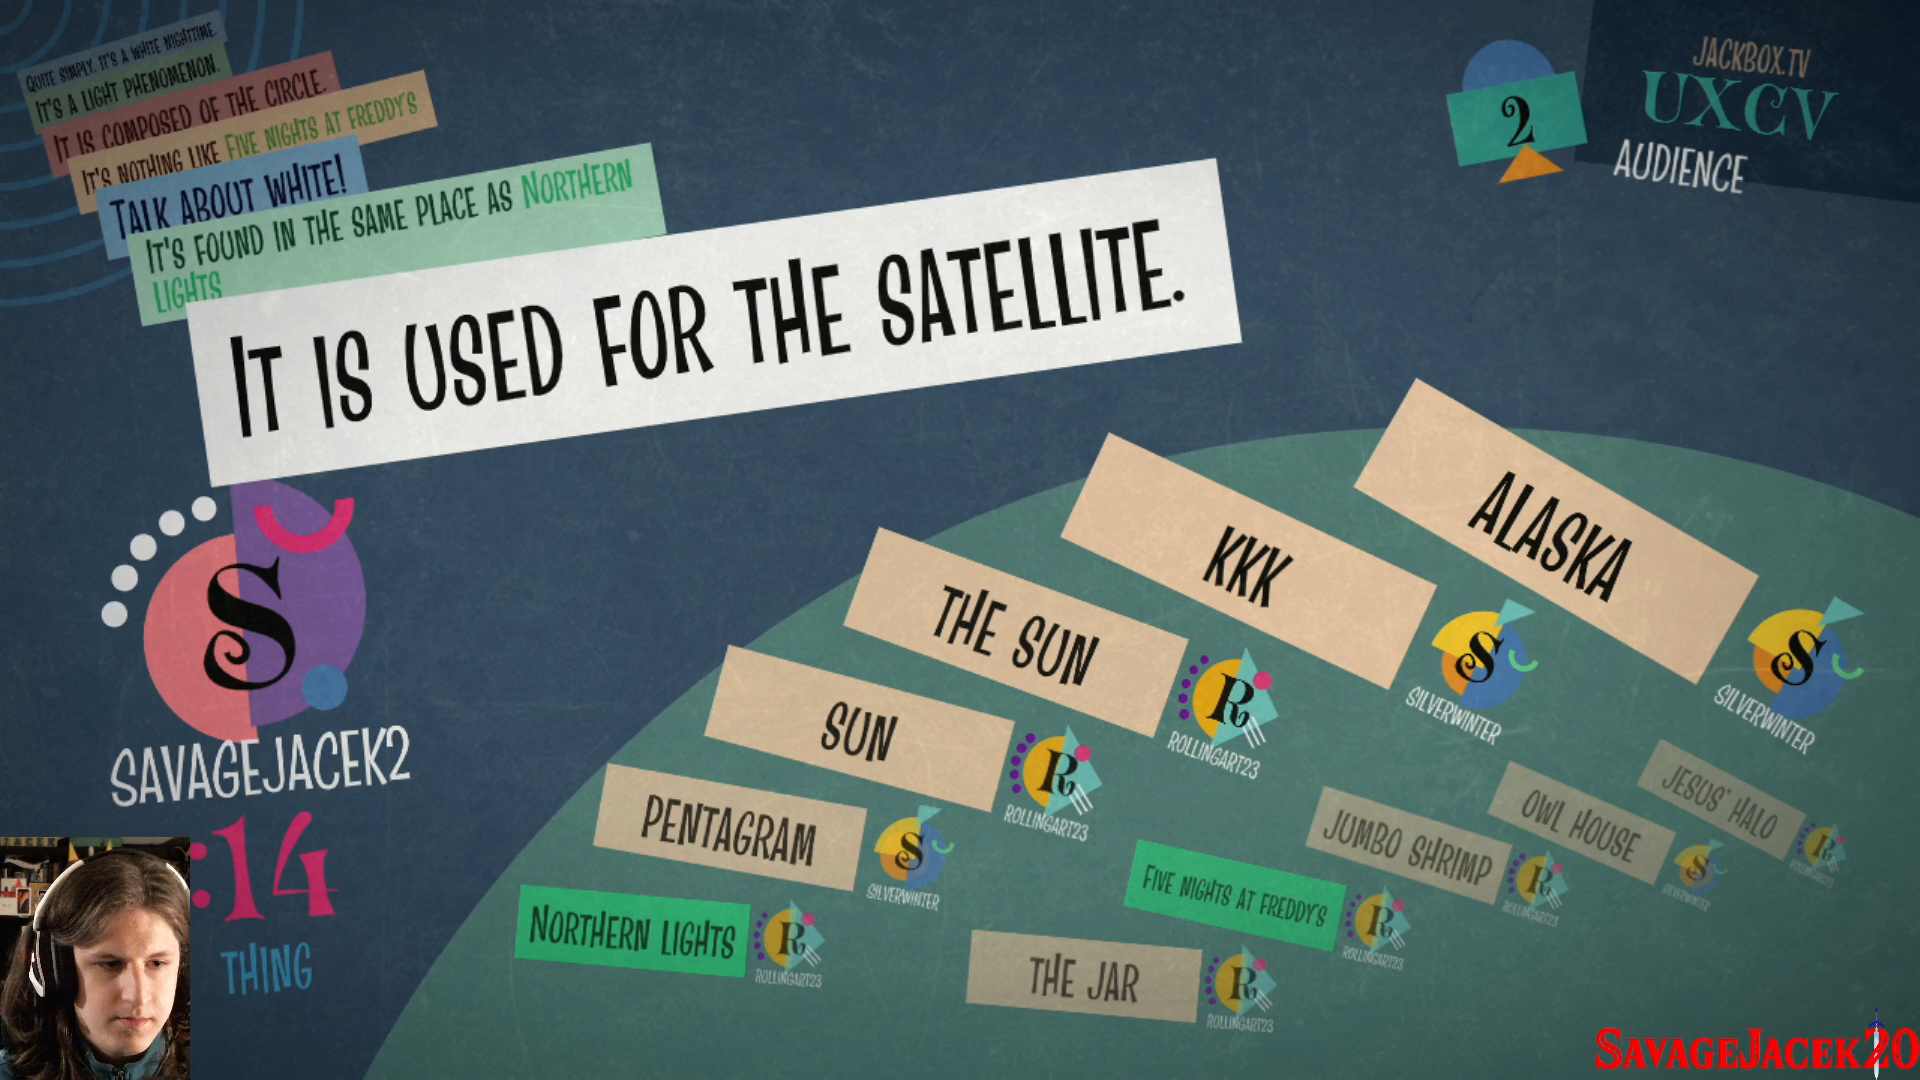 QUITE SIMPLY, IT'S A WHITE NIGHTTIME.
IT'S A LIGHT PHENOMENON.
IT IS COMPOSED OF THE CIRCLE.
IT'S NOTHING LIKE FIVE NIGHTS AT FREDDY'S
TALK ABOUT WHITE!
IT'S FOUND IN THE SAME PLACE AS NORTHERN
LIGHTS
IT IS USED FOR THE SATELLITE.
2
JACKBOX.TV
UXCV
AUDIENCE
S
SAVAGEJACEK2
:14
THING
ALASKA
S
SILVERWINTER
KKK
S
SILVERWINTER
THE SUN
R
ROLLINGART23
SUN
R
ROLLINGART23
PENTAGRAM
S
SILVERWINTER
NORTHERN LIGHTS
R
ROLLINGART23
JESUS' HALO
R
ROLLINGART23
OWL HOUSE
S
SILVERWINTER
JUMBO SHRIMP
R
ROLLINGART23
FIVE NIGHTS AT FREDDY'S
R
ROLLINGART23
THE JAR
R
ROLLINGART23
SAVAGEJACEK20